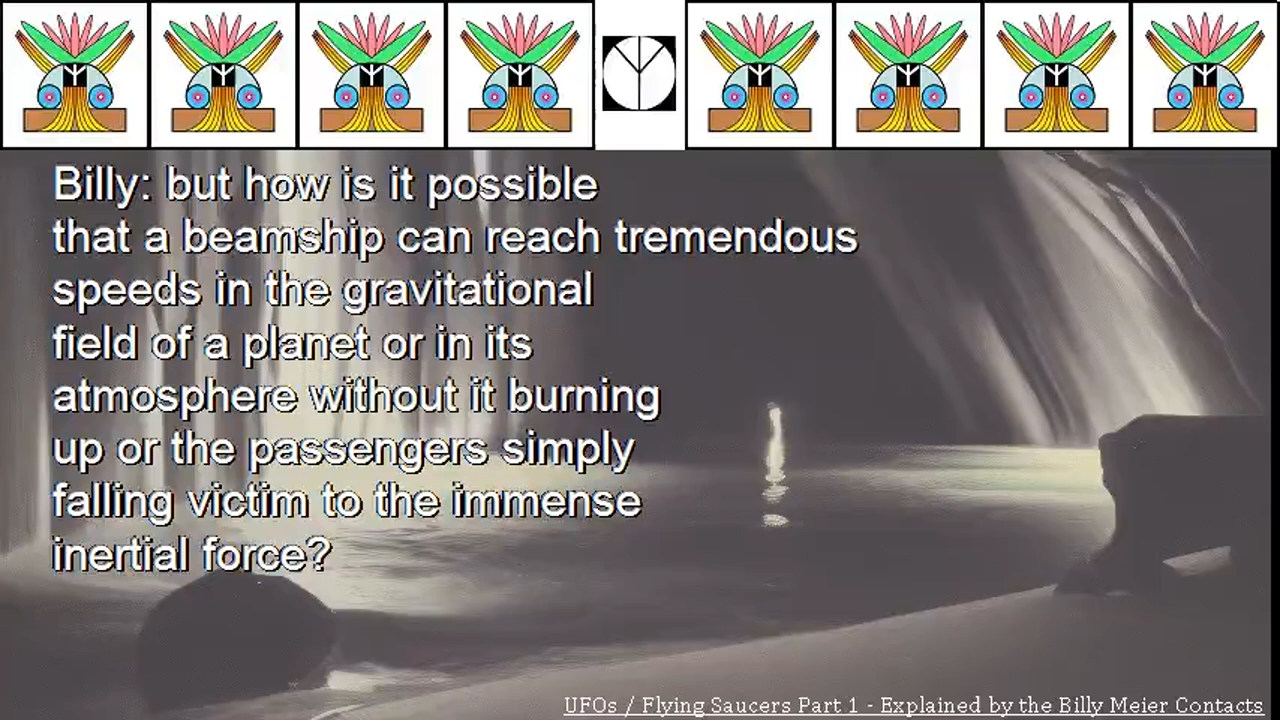 Billy: but how is it possible
that a beamship can reach tremendous
speeds in the gravitational
field of a planet or in its
atmosphere without it burning
up or the passengers simply
falling victim to the immense
inertial force?
UFOs / Flying Saucers Part 1 - Explained by the Billy Meier Contacts